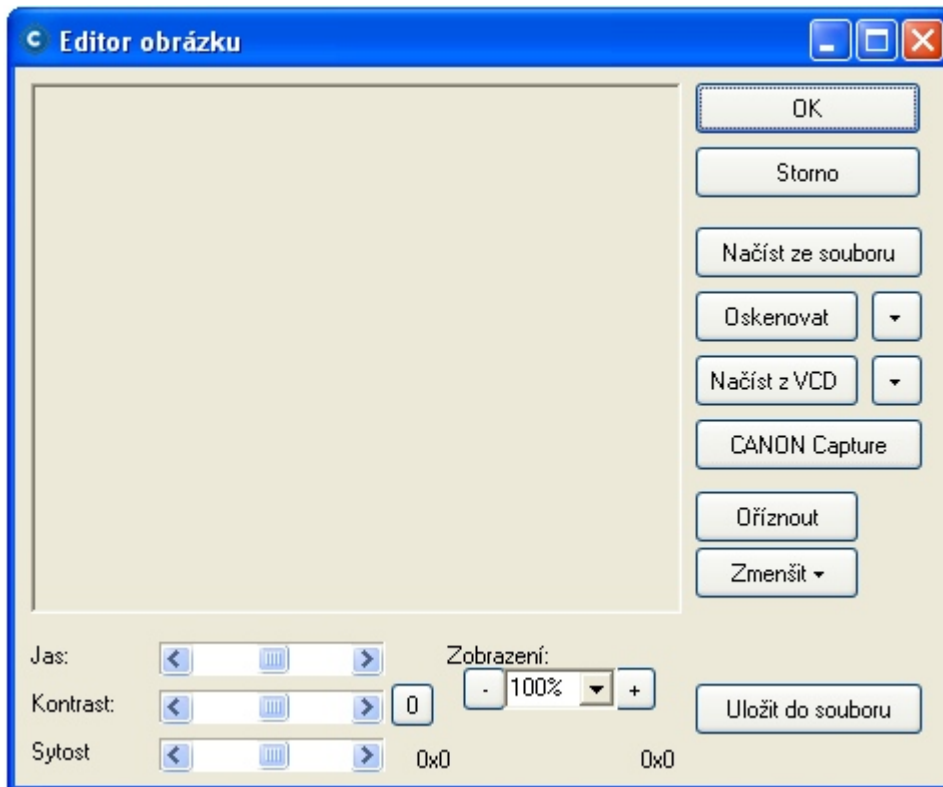 C Editor obrázku
OK
Storno
Načíst ze souboru
Oskenovat
Načíst z VCD
CANON Capture
Oříznout
Zmenšit
Jas:
Zobrazení:
- 100% +
Kontrast:
0
Uložit do souboru
Sytost
0x0 0x0